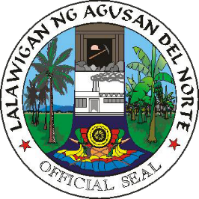 LALAWIGAN NG AGUSAN DEL NORTE
OFFICIAL SEAL